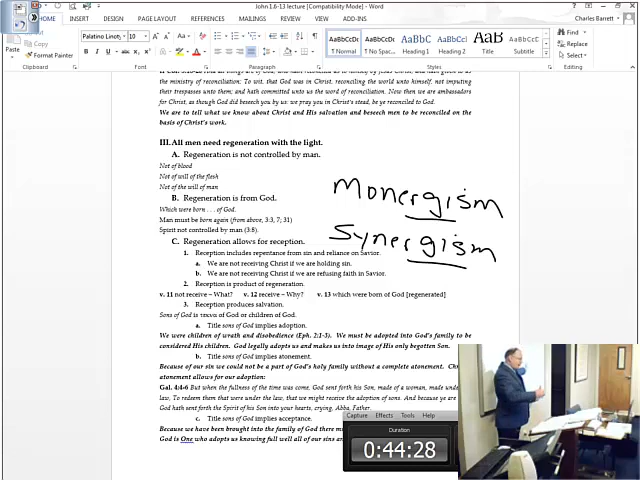 John 1.6-13 lecture [Compatibility Mode] - Word
HOME INSERT DESIGN PAGE LAYOUT REFERENCES MAILINGS REVIEW VIEW ADD-INS
Charles Barrett
Cut
Copy
Paste
Format Painter
Clipboard
Palatino Linot 10
Font
Paragraph
AaBbCcDc AaBbCcDc AaBbC AaBbCc AaB AaBbCcC
¶ Normal ¶ No Spac... Heading 1 Heading 2 Title Subtitle
Styles
Find
Replace
Select
Editing
the ministry of reconciliation: To wit, that God was in Christ, reconciling the world unto himself, not imputing
their trespasses unto them; and hath committed unto us the word of reconciliation. Now then we are ambassadors
for Christ, as though God did beseech you by us: we pray you in Christ's stead, be ye reconciled to God.
We are to tell what we know about Christ and His salvation and beseech men to be reconciled on the
basis of Christ's work.
III. All men need regeneration with the light.
A. Regeneration is not controlled by man.
Not of blood
Not of will of the flesh
Not of the will of man
B. Regeneration is from God.
Which were born . . . of God.
Man must be born again (from above, 3:3, 7; 31)
Spirit not controlled by man (3:8).
Monergism
Synergism
C. Regeneration allows for reception.
1. Reception includes repentance from sin and reliance on Savior.
a. We are not receiving Christ if we are holding sin.
b. We are not receiving Christ if we are refusing faith in Savior.
2. Reception is product of regeneration.
v. 11 not receive – What? v. 12 receive – Why? v. 13 which were born of God [regenerated]
3. Reception produces salvation.
Sons of God is τεκνα of God or children of God.
a. Title sons of God implies adoption.
We were children of wrath and disobedience (Eph. 2:1-3). We must be adopted into God's family to be
considered His children. God legally adopts us and makes us into image of His only begotten Son.
b. Title sons of God implies atonement.
Because of our sin we could not be a part of God's holy family without a complete atonement.
atonement allows for our adoption:
Gal. 4:4-6 But when the fullness of the time was come, God sent forth his Son, made of a woman, made
law, To redeem them that were under the law, that we might receive the adoption of sons. And because ye are
God hath sent forth the Spirit of his Son into your hearts, crying, Abba, Father.
c. Title sons of God implies acceptance.
Because we have been brought into the family of God there
God is One who adopts us knowing full well all of our sins
Capture Effects Tools
Duration
0:44:28